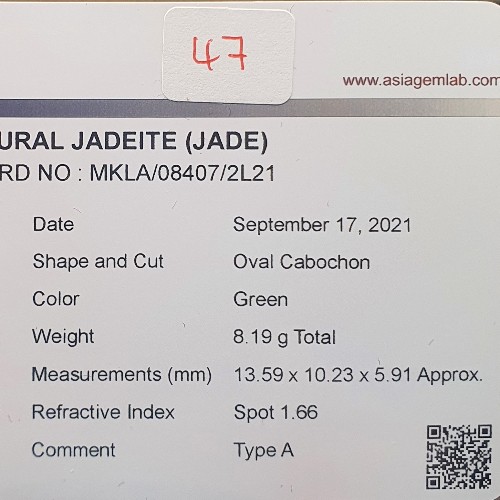 47
www.asiagemlab.com
URAL JADEITE (JADE)
RD NO : MKLA/08407/2L21
Date September 17, 2021
Shape and Cut Oval Cabochon
Color Green
Weight 8.19 g Total
Measurements (mm) 13.59 x 10.23 x 5.91 Approx.
Refractive Index Spot 1.66
Comment Type A